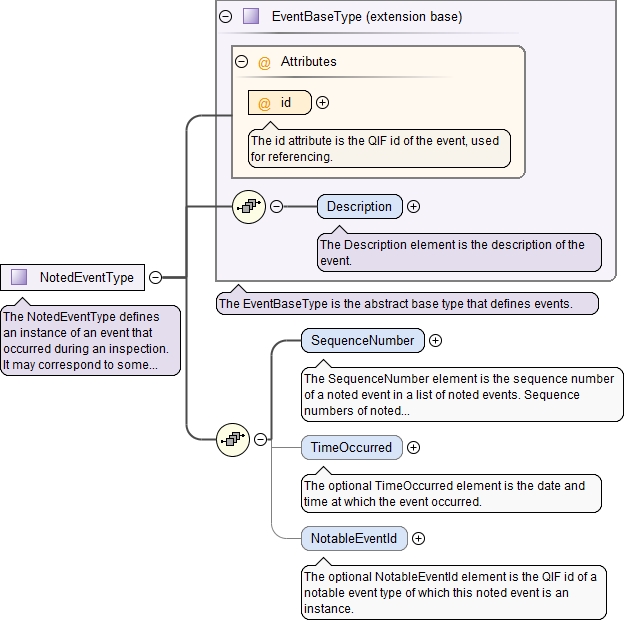 EventBaseType (extension base)
@ Attributes
@ id
The id attribute is the QIF id of the event, used
for referencing.
Description
The Description element is the description of the
event.
NotedEventType
The NotedEventType defines
an instance of an event that
occurred during an inspection.
It may correspond to some...
The EventBaseType is the abstract base type that defines events.
SequenceNumber
The SequenceNumber element is the sequence number
of a noted event in a list of noted events. Sequence
numbers of noted...
TimeOccurred
The optional TimeOccurred element is the date and
time at which the event occurred.
NotableEventId
The optional NotableEventId element is the QIF id of a
notable event type of which this noted event is an
instance.